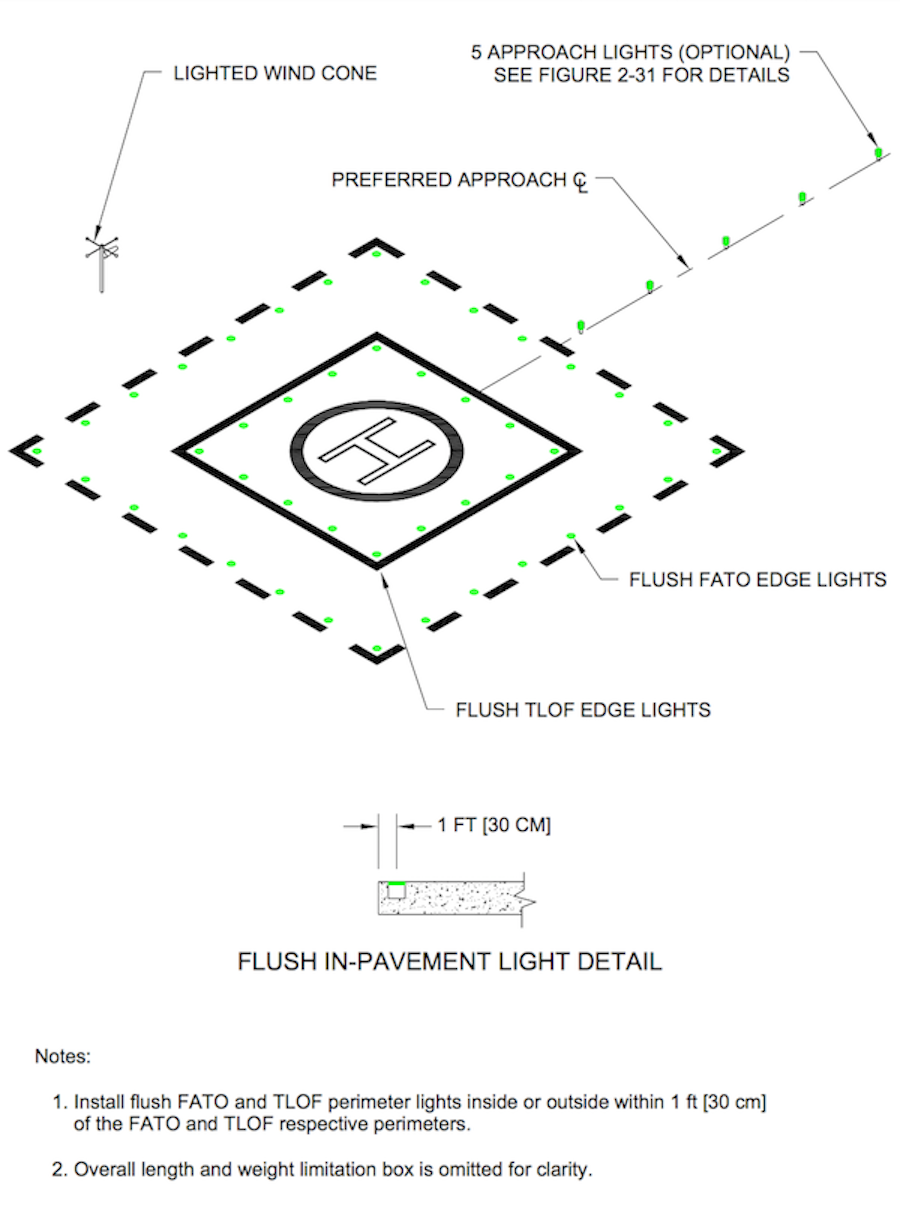 5 APPROACH LIGHTS (OPTIONAL)
SEE FIGURE 2-31 FOR DETAILS
LIGHTED WIND CONE
PREFERRED APPROACH ℄
H
FLUSH FATO EDGE LIGHTS
FLUSH TLOF EDGE LIGHTS
1 FT [30 CM]
FLUSH IN-PAVEMENT LIGHT DETAIL
Notes:
1. Install flush FATO and TLOF perimeter lights inside or outside within 1 ft [30 cm]
of the FATO and TLOF respective perimeters.
2. Overall length and weight limitation box is omitted for clarity.